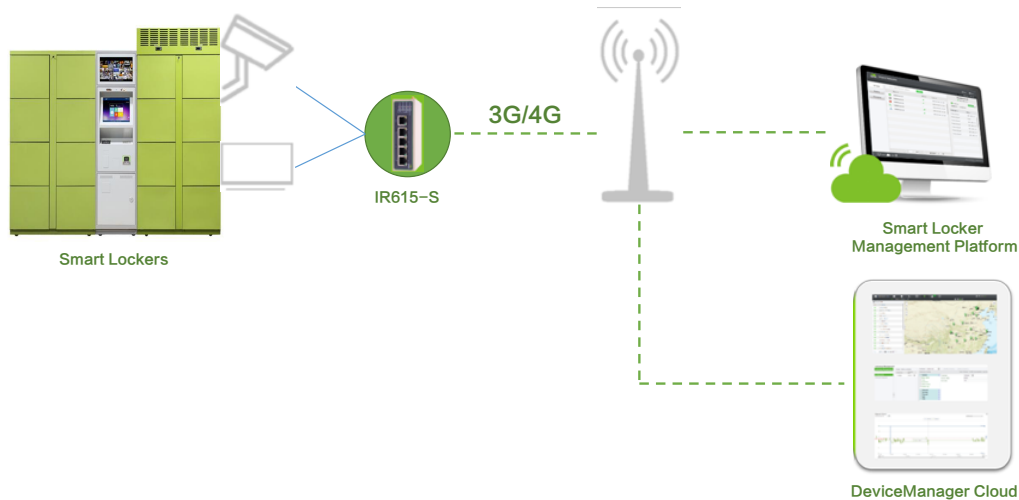 3G/4G
IR615-S
Smart Lockers
Smart Locker
Management Platform
DeviceManager Cloud